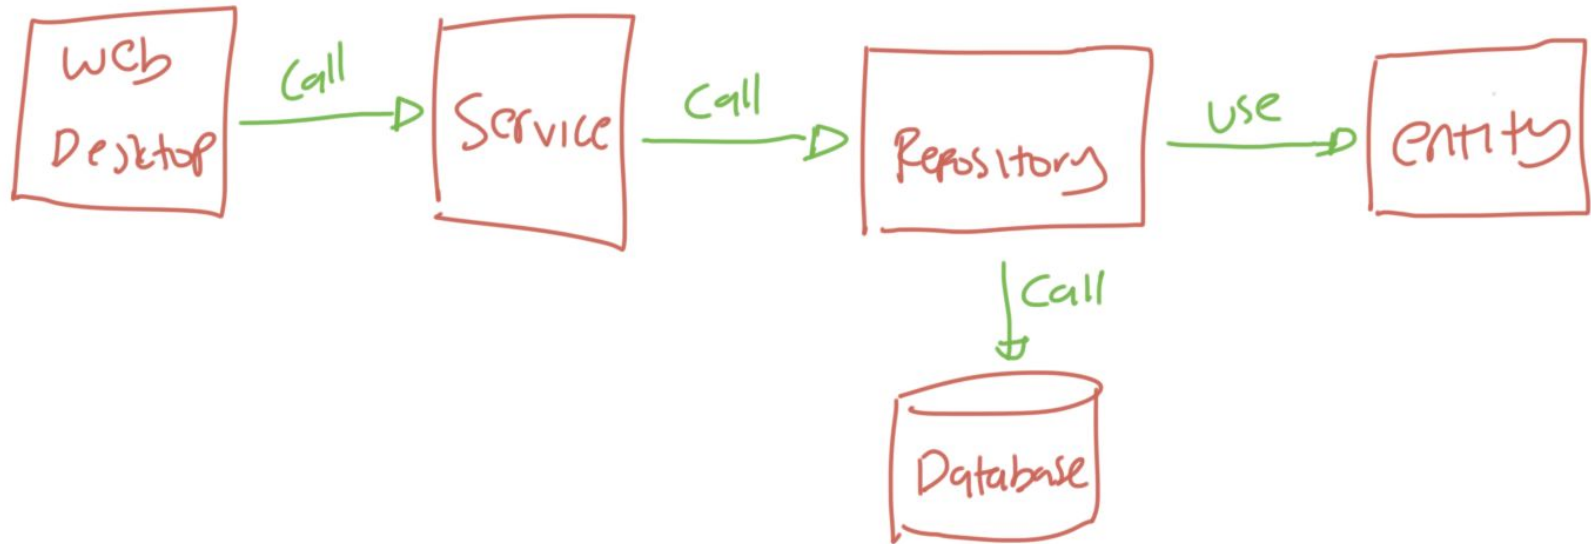 Web
Desktop
Call
Service
Call
Repository
use
entity
Call
Database